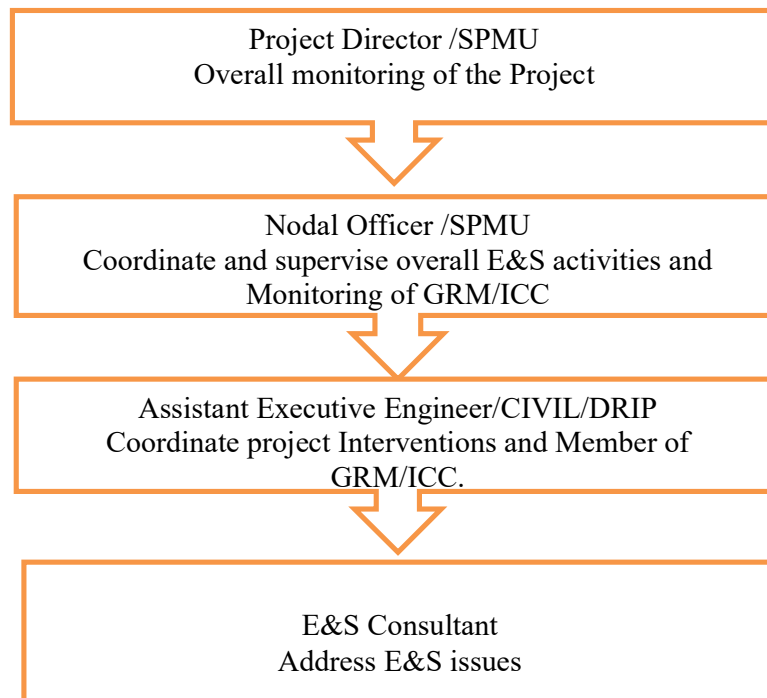 Project Director /SPMU
Overall monitoring of the Project
Nodal Officer /SPMU
Coordinate and supervise overall E&S activities and
Monitoring of GRM/ICC
Assistant Executive Engineer/CIVIL/DRIP
Coordinate project Interventions and Member of
GRM/ICC.
E&S Consultant
Address E&S issues